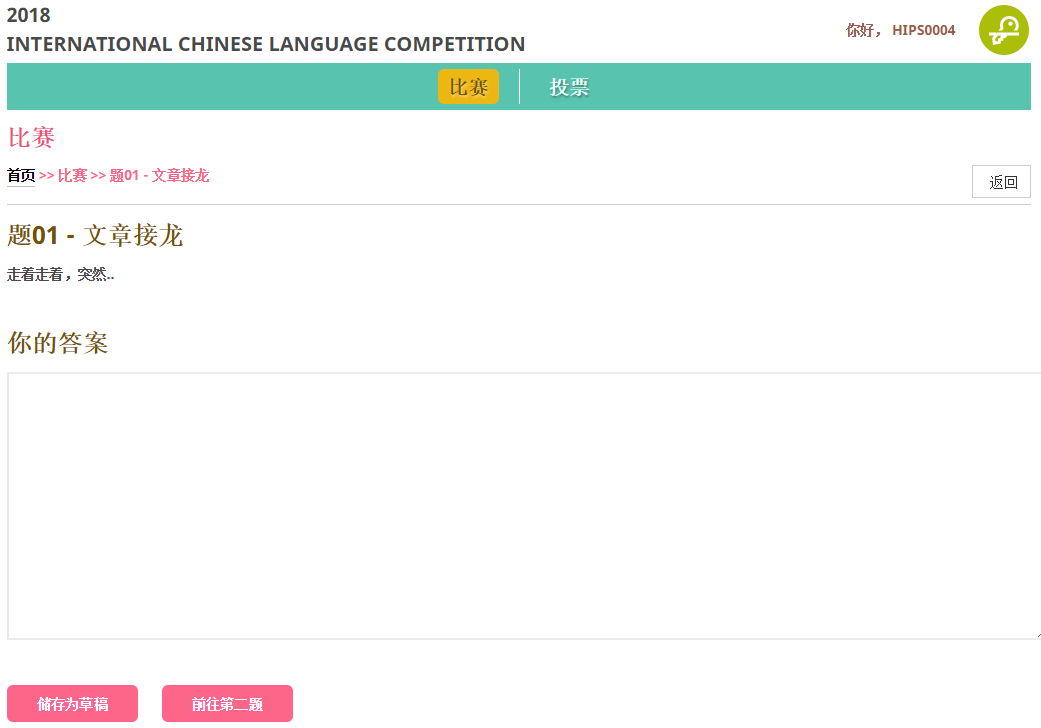 2018
INTERNATIONAL CHINESE LANGUAGE COMPETITION
你好， HIPS0004
比赛
投票
比赛
首页 >> 比赛 >> 题01 - 文章接龙
返回
题01 - 文章接龙
走着走着，突然..
你的答案
储存为草稿
前往第二题